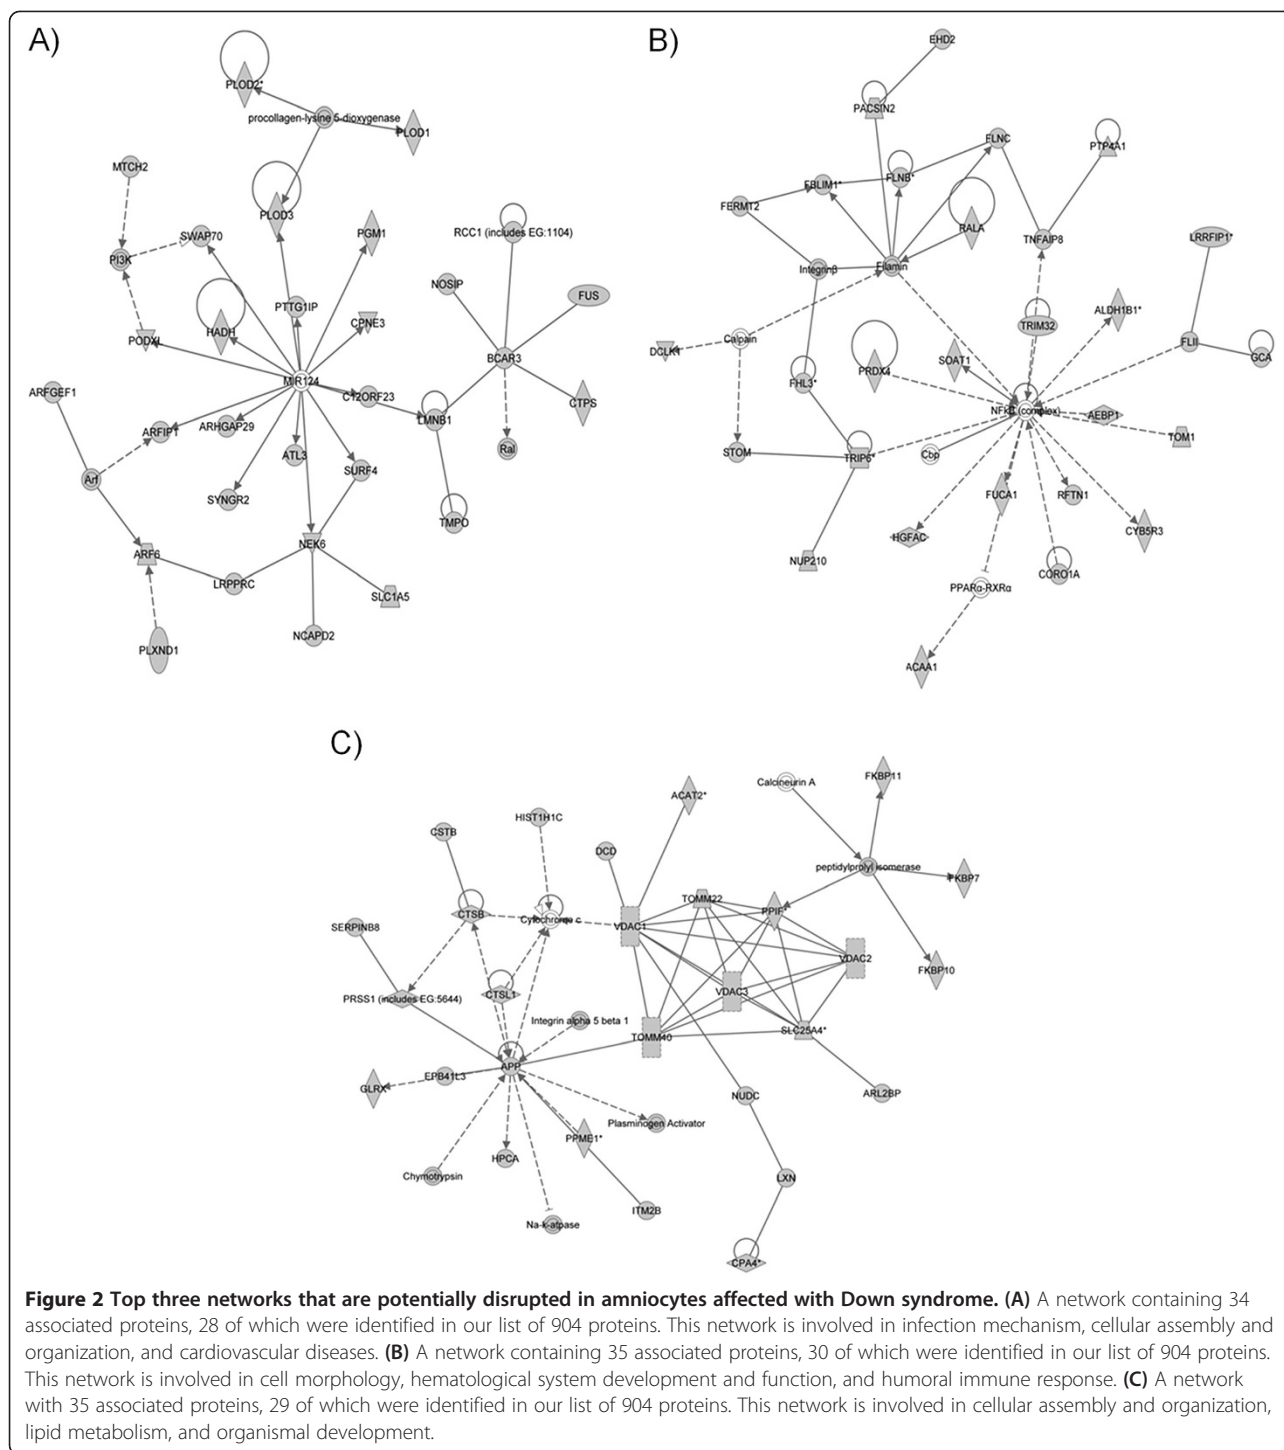 A)
PLOD2*
procollagen-lysine 5-dioxygenase
PLOD1
MTCH2
PLOD3
SWAP70
PGM1
RCC1 (includes EG:1104)
PI3K
NOSIP
FUS
PTTG1IP
HADH
CPNE3
PODXL
BCAR3
MIR124
ARFGEF1
C12ORF23
CTPS
LMNB1
ARFIP1
ARHGAP29
ATL3
Ral
SURF4
Arf
SYNGR2
TMPO
NEK6
ARF6
LRPPRC
SLC1A5
NCAPD2
PLXND1
B)
EHD2
PACSIN2
FLNC
PTP4A1
FBLIM1*
FLNB*
FERMT2
RALA
TNFAIP8
LRRFIP1*
Integrinβ
Filamin
ALDH1B1*
TRIM32
Calpain
DCLK1
FLII
SOAT1
GCA
PRDX4
FHL3*
NFkB (complex)
AEBP1
TOM1
STOM
TRIP6*
Cbp
FUCA1
RFTN1
HGFAC
CYB5R3
NUP210
CORO1A
PPARα-RXRα
ACAA1
C)
Calcineurin A
FKBP11
ACAT2*
HIST1H1C
CSTB
DCD
peptidylprolyl isomerase
FKBP7
TOMM22
PPIF*
CTSB
Cytochrome c
VDAC1
SERPINB8
VDAC2
FKBP10
PRSS1 (includes EG:5644)
CTSL1
VDAC3
Integrin alpha 5 beta 1
TOMM40
SLC25A4*
APP
EPB41L3
GLRX
NUDC
ARL2BP
Plasminogen Activator
PPME1*
HPCA
Chymotrypsin
LXN
ITM2B
Na-k-atpase
CPA4*
Figure 2 Top three networks that are potentially disrupted in amniocytes affected with Down syndrome. (A) A network containing 34
associated proteins, 28 of which were identified in our list of 904 proteins. This network is involved in infection mechanism, cellular assembly and
organization, and cardiovascular diseases. (B) A network containing 35 associated proteins, 30 of which were identified in our list of 904 proteins.
This network is involved in cell morphology, hematological system development and function, and humoral immune response. (C) A network
with 35 associated proteins, 29 of which were identified in our list of 904 proteins. This network is involved in cellular assembly and organization,
lipid metabolism, and organismal development.